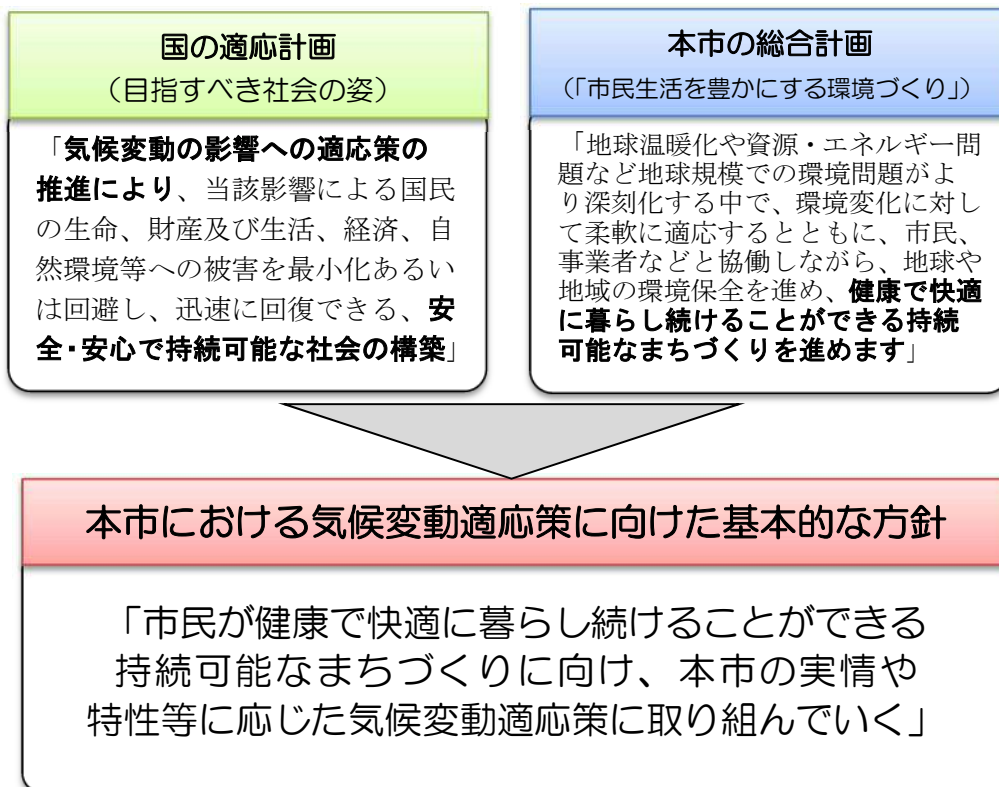 国の適応計画
（目指すべき社会の姿）
「気候変動の影響への適応策の
推進により、当該影響による国民
の生命、財産及び生活、経済、自
然環境等への被害を最小化あるい
は回避し、迅速に回復できる、安
全・安心で持続可能な社会の構築」
本市の総合計画
（「市民生活を豊かにする環境づくり」）
「地球温暖化や資源・エネルギー問
題など地球規模での環境問題がよ
り深刻化する中で、環境変化に対し
て柔軟に適応するとともに、市民、
事業者などと協働しながら、地球や
地域の環境保全を進め、健康で快適
に暮らし続けることができる持続
可能なまちづくりを進めます」
本市における気候変動適応策に向けた基本的な方針
「市民が健康で快適に暮らし続けることができる
持続可能なまちづくりに向け、本市の実情や
特性等に応じた気候変動適応策に取り組んでいく」